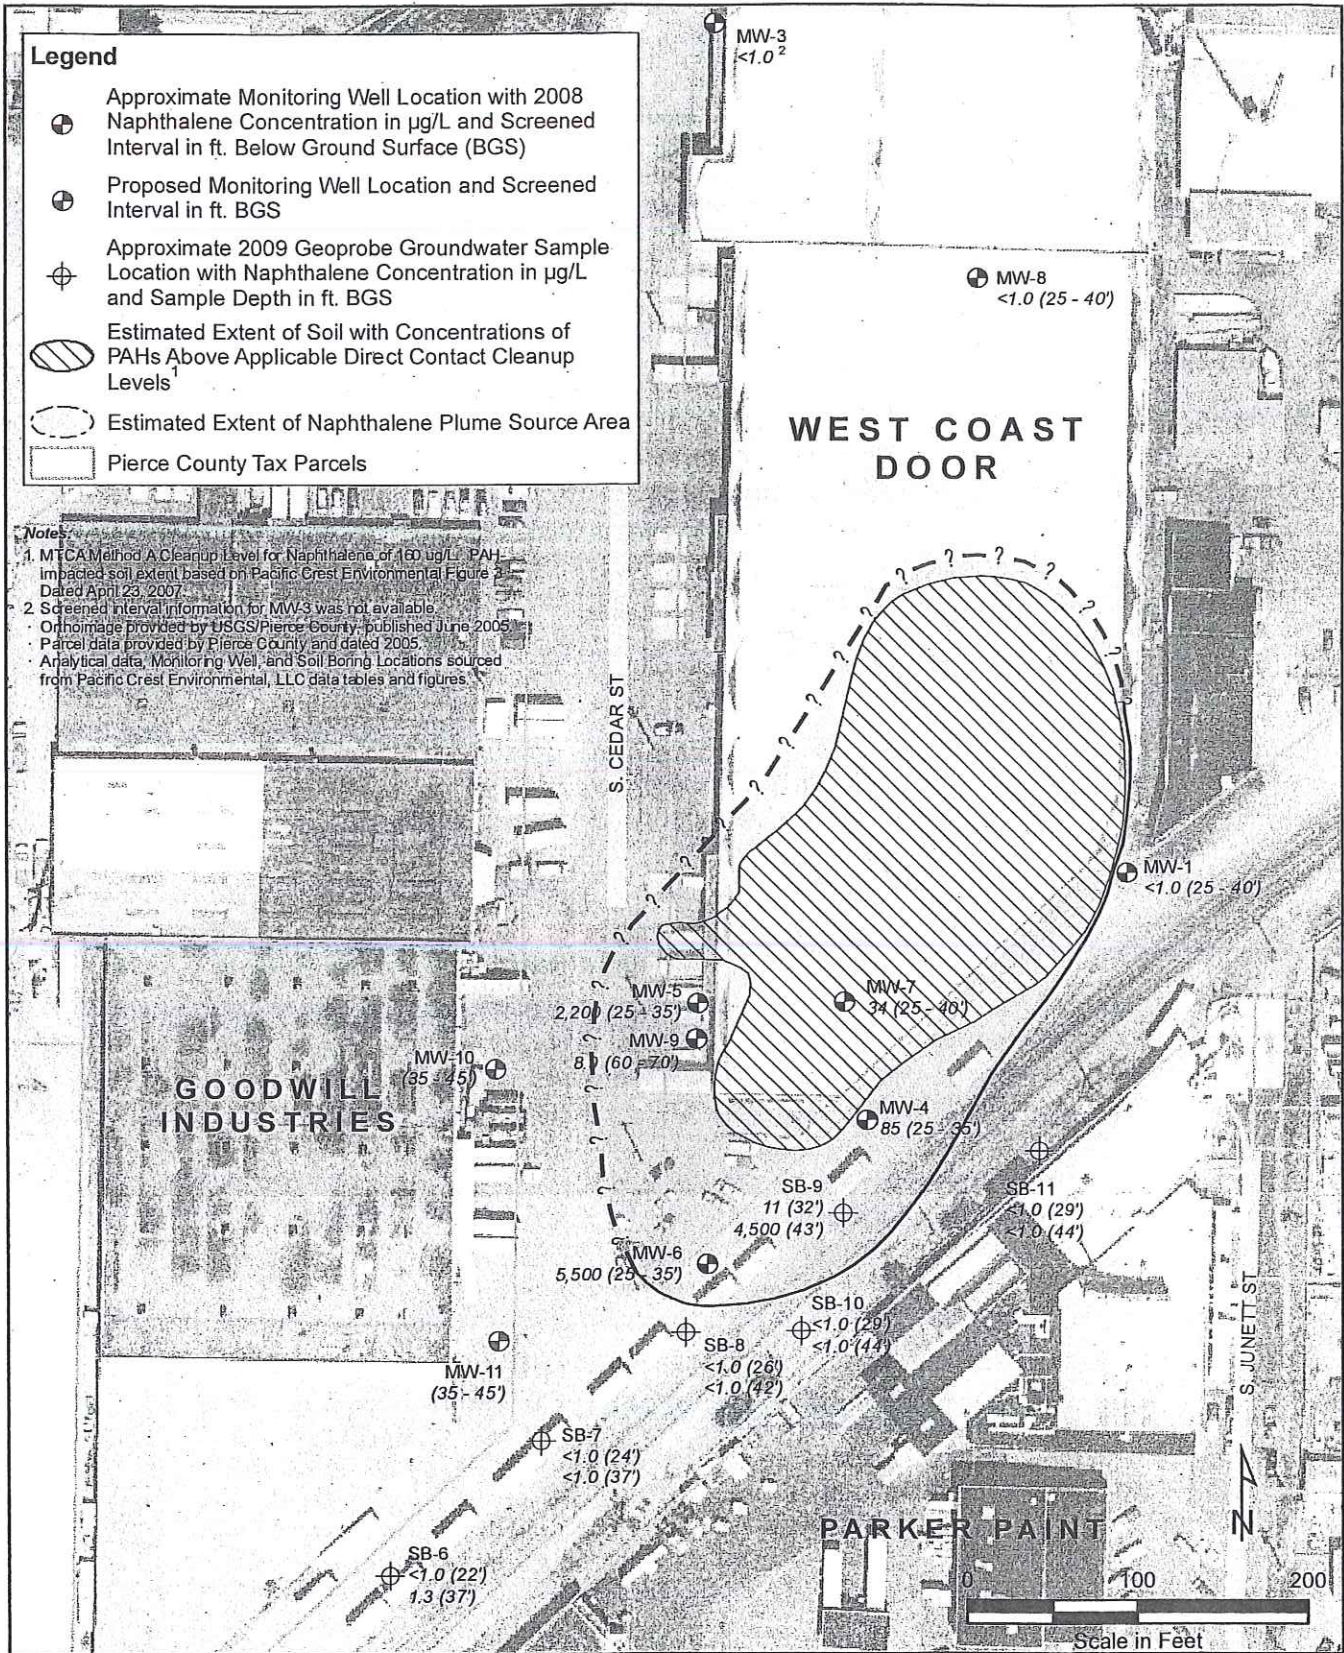 Legend
Approximate Monitoring Well Location with 2008
Naphthalene Concentration in µg/L and Screened
Interval in ft. Below Ground Surface (BGS)
Proposed Monitoring Well Location and Screened
Interval in ft. BGS
Approximate 2009 Geoprobe Groundwater Sample
Location with Naphthalene Concentration in µg/L
and Sample Depth in ft. BGS
Estimated Extent of Soil with Concentrations of
PAHs Above Applicable Direct Contact Cleanup
Levels1
Estimated Extent of Naphthalene Plume Source Area
Pierce County Tax Parcels
Notes:
1. MTCA Method A Cleanup Level for Naphthalene of 160 ug/L. PAH-
impacted soil extent based on Pacific Crest Environmental Figure 3
Dated April 23, 2007.
2 Screened interval information for MW-3 was not available.
· Orthoimage provided by USGS/Pierce County published June 2005.
· Parcel data provided by Pierce County and dated 2005.
· Analytical data, Monitoring Well, and Soil Boring Locations sourced
from Pacific Crest Environmental, LLC data tables and figures.
MW-3
<1.0 2
MW-8
<1.0 (25 - 40')
WEST COAST
DOOR
S. CEDAR ST
? ? ? ? ? ? ? ? ? ? ? ? ? ? ? ? ? ? ?
MW-1
<1.0 (25 - 40')
MW-5
2,200 (25 - 35')
MW-7
34 (25 - 40')
MW-9
(60 - 70')
MW-10
(35 - 45')
GOODWILL
INDUSTRIES
MW-4
85 (25 - 35')
SB-9
11 (32')
4,500 (43')
SB-11
<1.0 (29')
<1.0 (44')
MW-6
5,500 (25 - 35')
SB-10
<1.0 (29')
<1.0 (44')
SB-8
<1.0 (26')
<1.0 (42')
MW-11
(35 - 45')
S. JUNETT ST
SB-7
<1.0 (24')
<1.0 (37')
SB-6
<1.0 (22')
1.3 (37')
PARKER PAINT
N
0 100 200
Scale in Feet